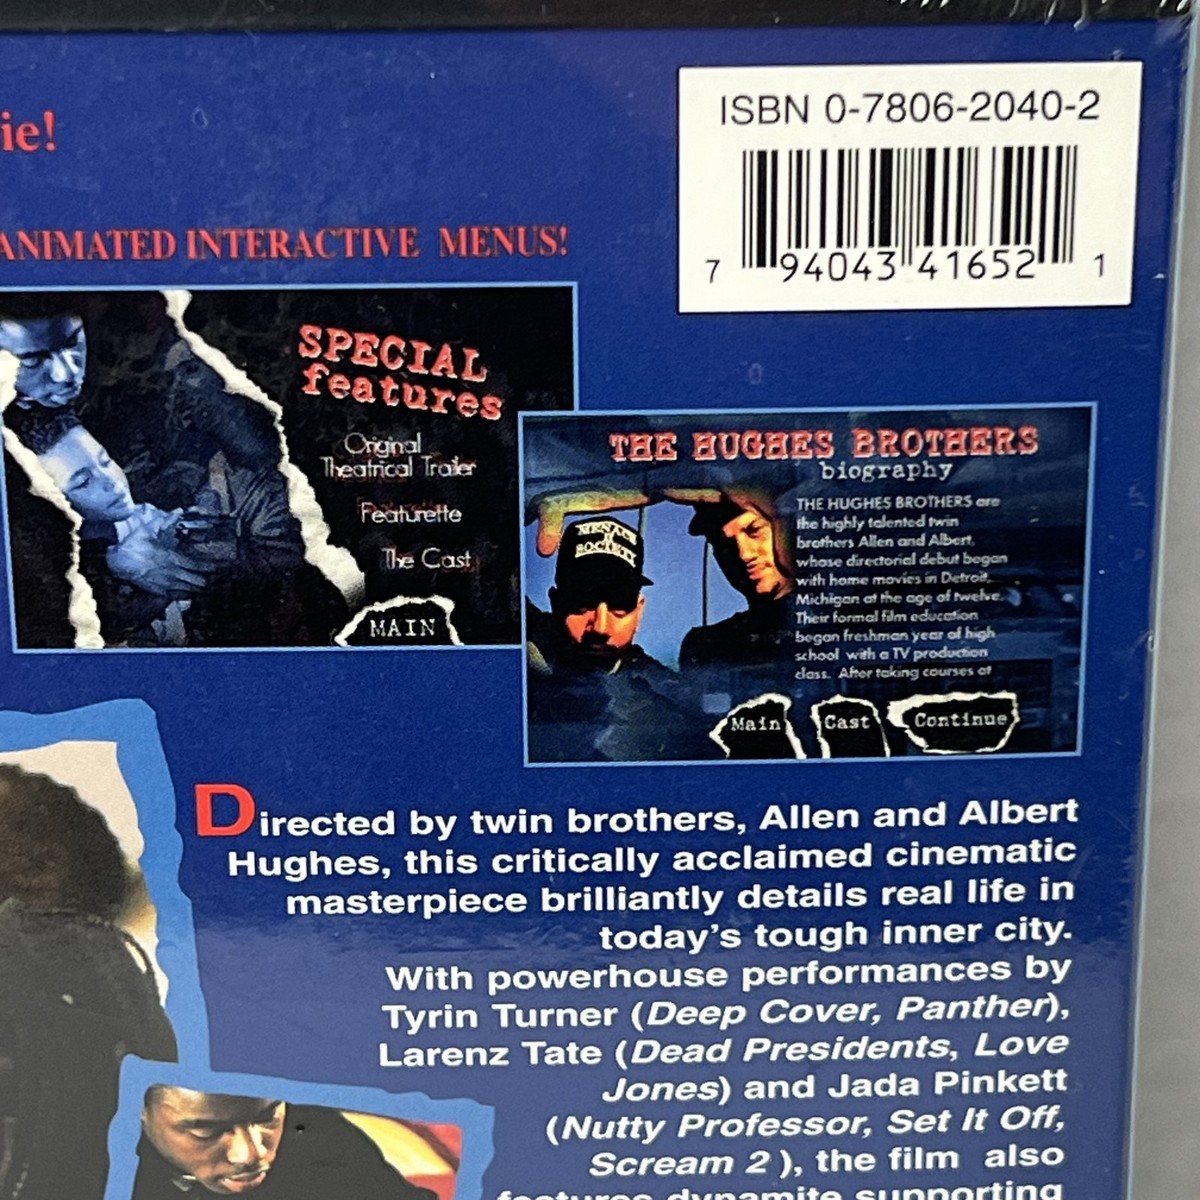 ie!
ISBN 0-7806-2040-2
7 94043 41652 1
ANIMATED INTERACTIVE MENUS!
SPECIAL
features
Original
Theatrical Trailer
Featurette
The Cast
MAIN
THE HUGHES BROTHERS
biography
MENACE
II
SOCIETY
THE HUGHES BROTHERS are
the highly talented twin
brothers Allen and Albert,
whose directorial debut began
with home movies in Detroit,
Michigan at the age of twelve.
Their formal film education
began freshman year of high
school with a TV production
class. After taking courses at
Main Cast Continue
Directed by twin brothers, Allen and Albert
Hughes, this critically acclaimed cinematic
masterpiece brilliantly details real life in
today's tough inner city.
With powerhouse performances by
Tyrin Turner (Deep Cover, Panther),
Larenz Tate (Dead Presidents, Love
Jones) and Jada Pinkett
(Nutty Professor, Set It Off,
Scream 2 ), the film also
features dynamite supporting